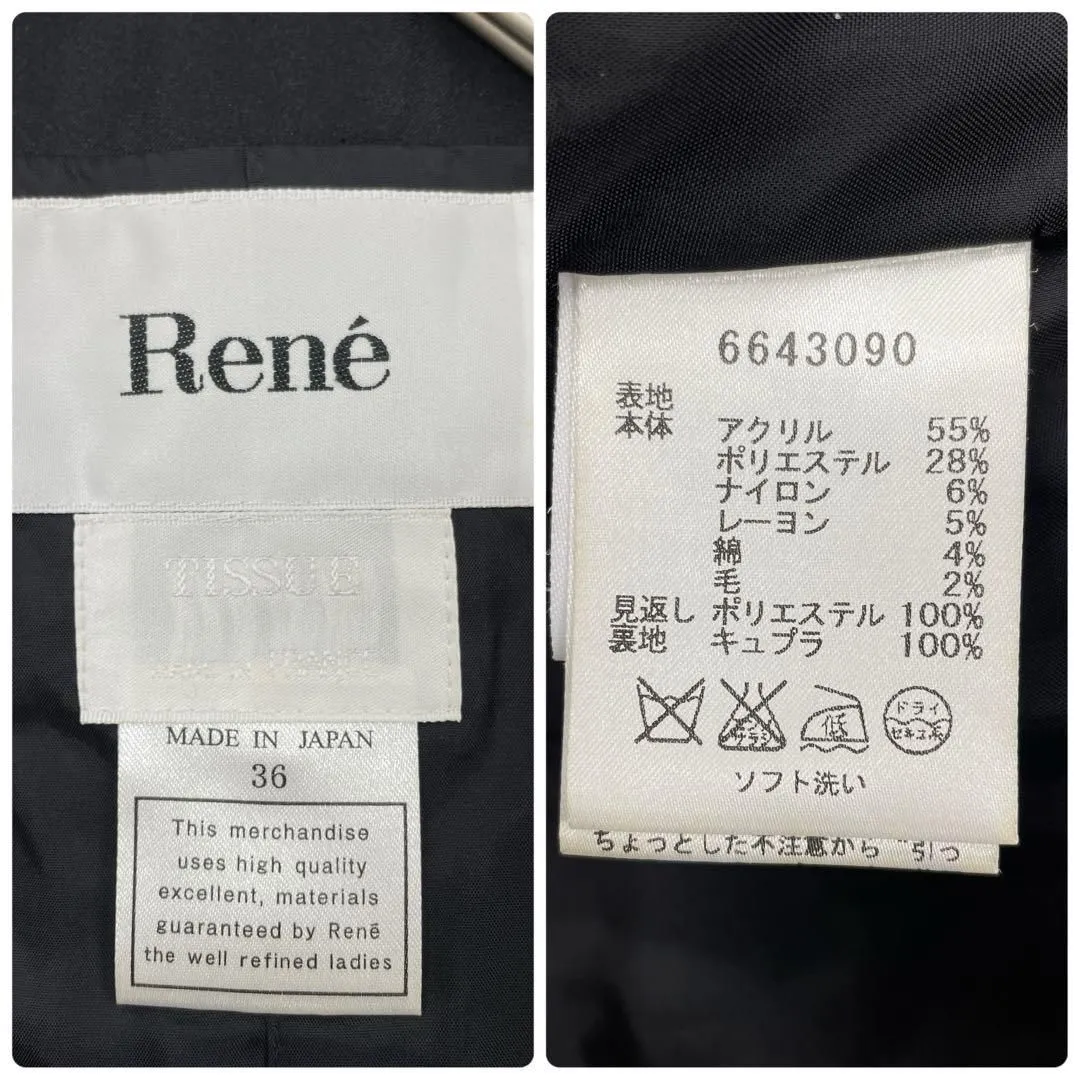 René
TISSUE
MADE IN JAPAN
36
This merchandise
uses high quality
excellent, materials
guaranteed by René
the well refined ladies
6643090
表地
本体 アクリル 55%
ポリエステル 28%
ナイロン 6%
レーヨン 5%
綿 4%
毛 2%
見返し ポリエステル 100%
裏地 キュプラ 100%
低
ドライ
セキユ系
ソフト洗い
ちょっとした不注意から